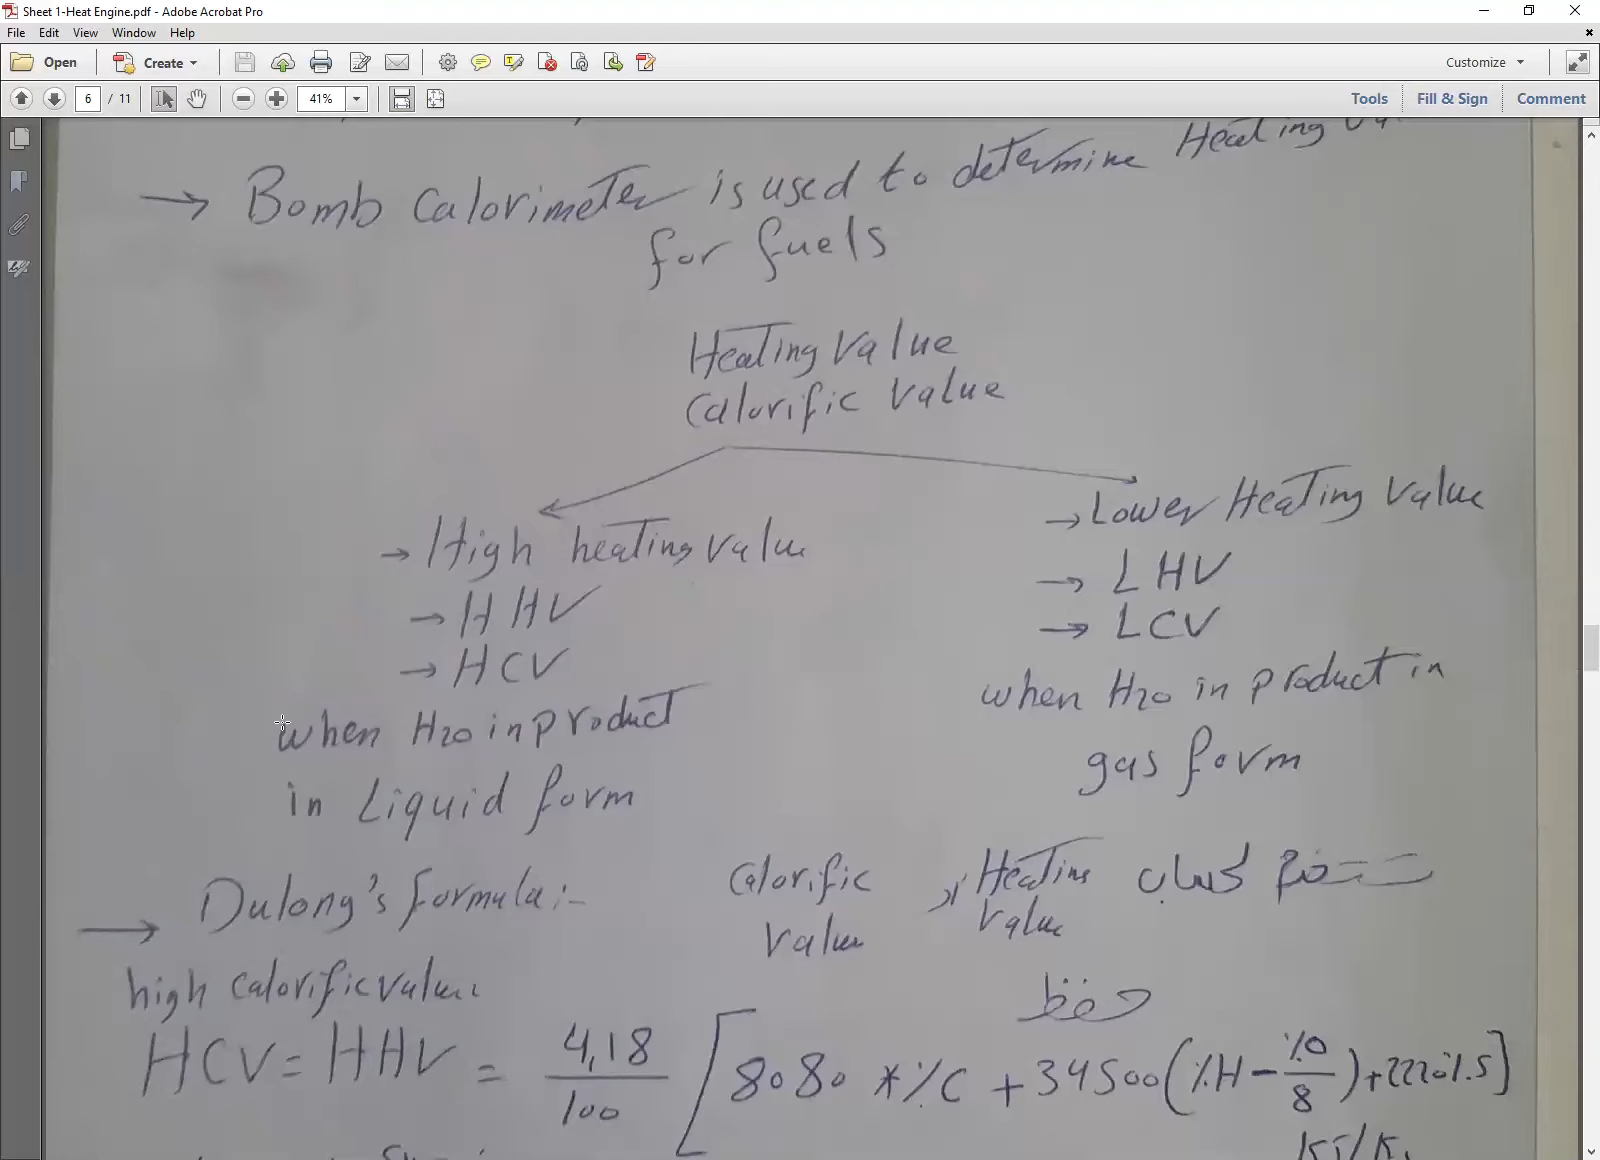 Sheet 1-Heat Engine.pdf - Adobe Acrobat Pro
File Edit View Window Help
Open Create Customize
6 / 11 41% Tools Fill & Sign Comment
→ Bomb Calorimeter is used to determine Heating
for fuels
Heating Value
Calorific Value
→ High heating value
→ Lower Heating Value
→ HHV
→ LHV
→ HCV
→ LCV
when H2O in product
in Liquid form
when H2O in product in
gas form
→ Dulong's formula:-
Calorific Value
Heating Value
لحساب
حفظ
high Calorific value
HCV = HHV = 4,18/100 [8080 * %C + 34500 (%H - %O/8) + 2220 %S]